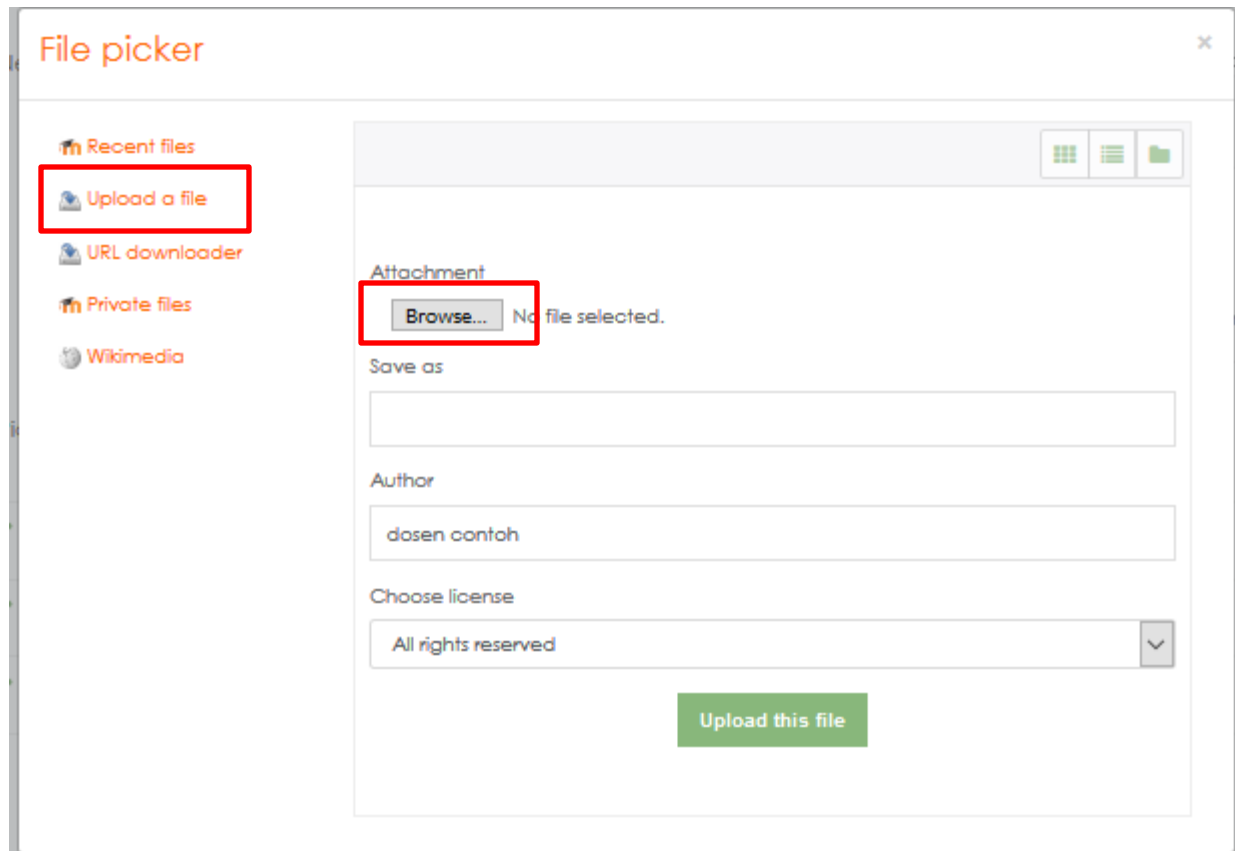 File picker
×
Recent files
Upload a file
URL downloader
Private files
Wikimedia
Attachment
Browse... No file selected.
Save as
Author
dosen contoh
Choose license
All rights reserved
Upload this file